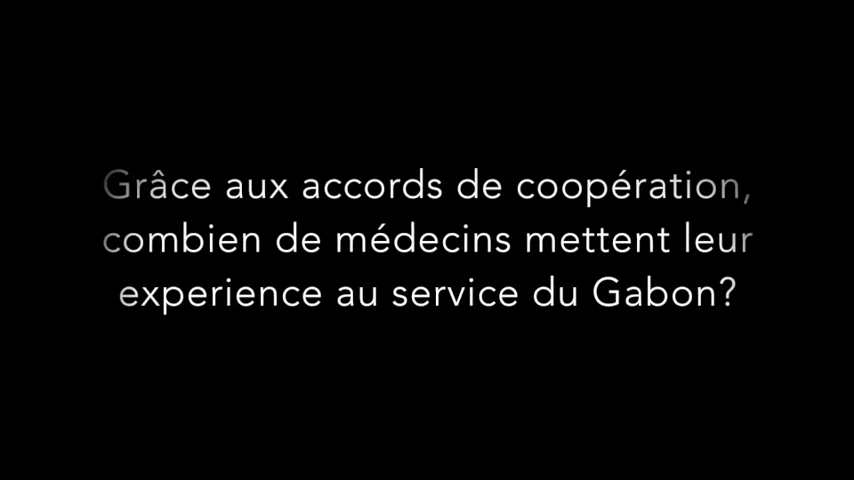 Grâce aux accords de coopération,
combien de médecins mettent leur
experience au service du Gabon?